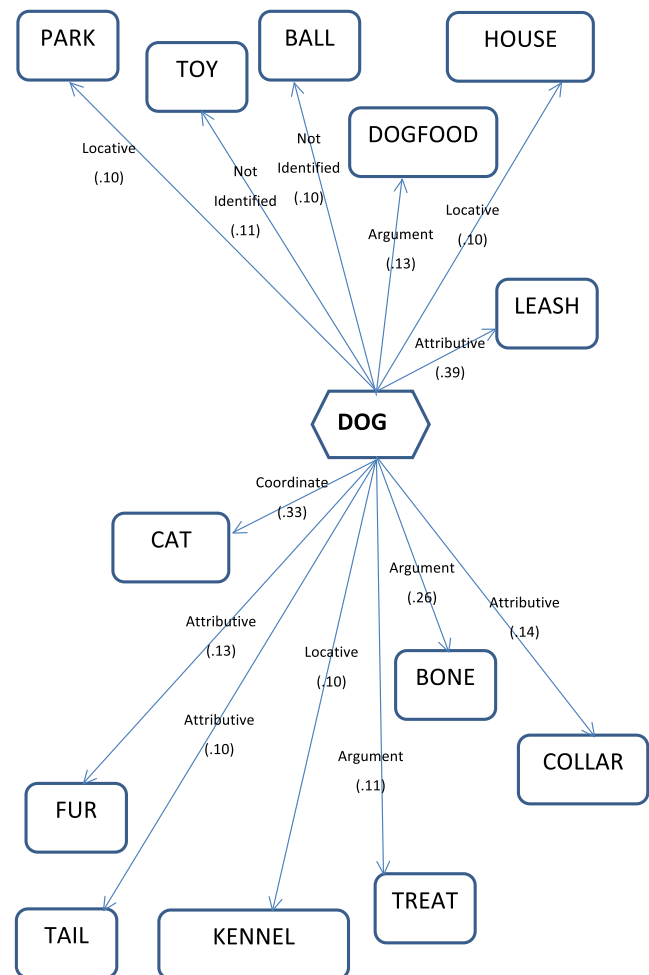 PARK
BALL
HOUSE
TOY
DOGFOOD
Locative
(.10)
Not
Identified
(.11)
Not
Identified
(.10)
Argument
(.13)
Locative
(.10)
LEASH
Attributive
(.39)
DOG
Coordinate
(.33)
CAT
Argument
(.26)
Attributive
(.14)
Attributive
(.13)
Locative
(.10)
BONE
Attributive
(.10)
Argument
(.11)
COLLAR
FUR
TREAT
TAIL
KENNEL